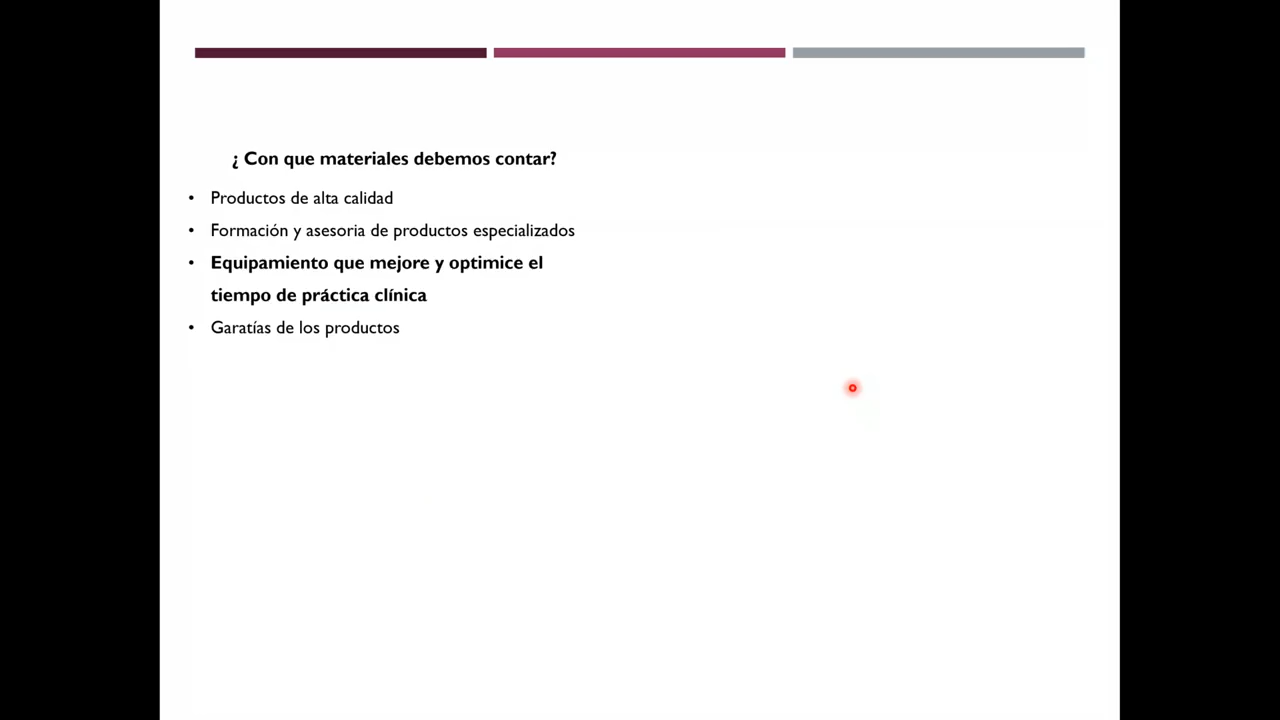 ¿ Con que materiales debemos contar?
• Productos de alta calidad
• Formación y asesoria de productos especializados
• Equipamiento que mejore y optimice el
tiempo de práctica clínica
• Garatías de los productos